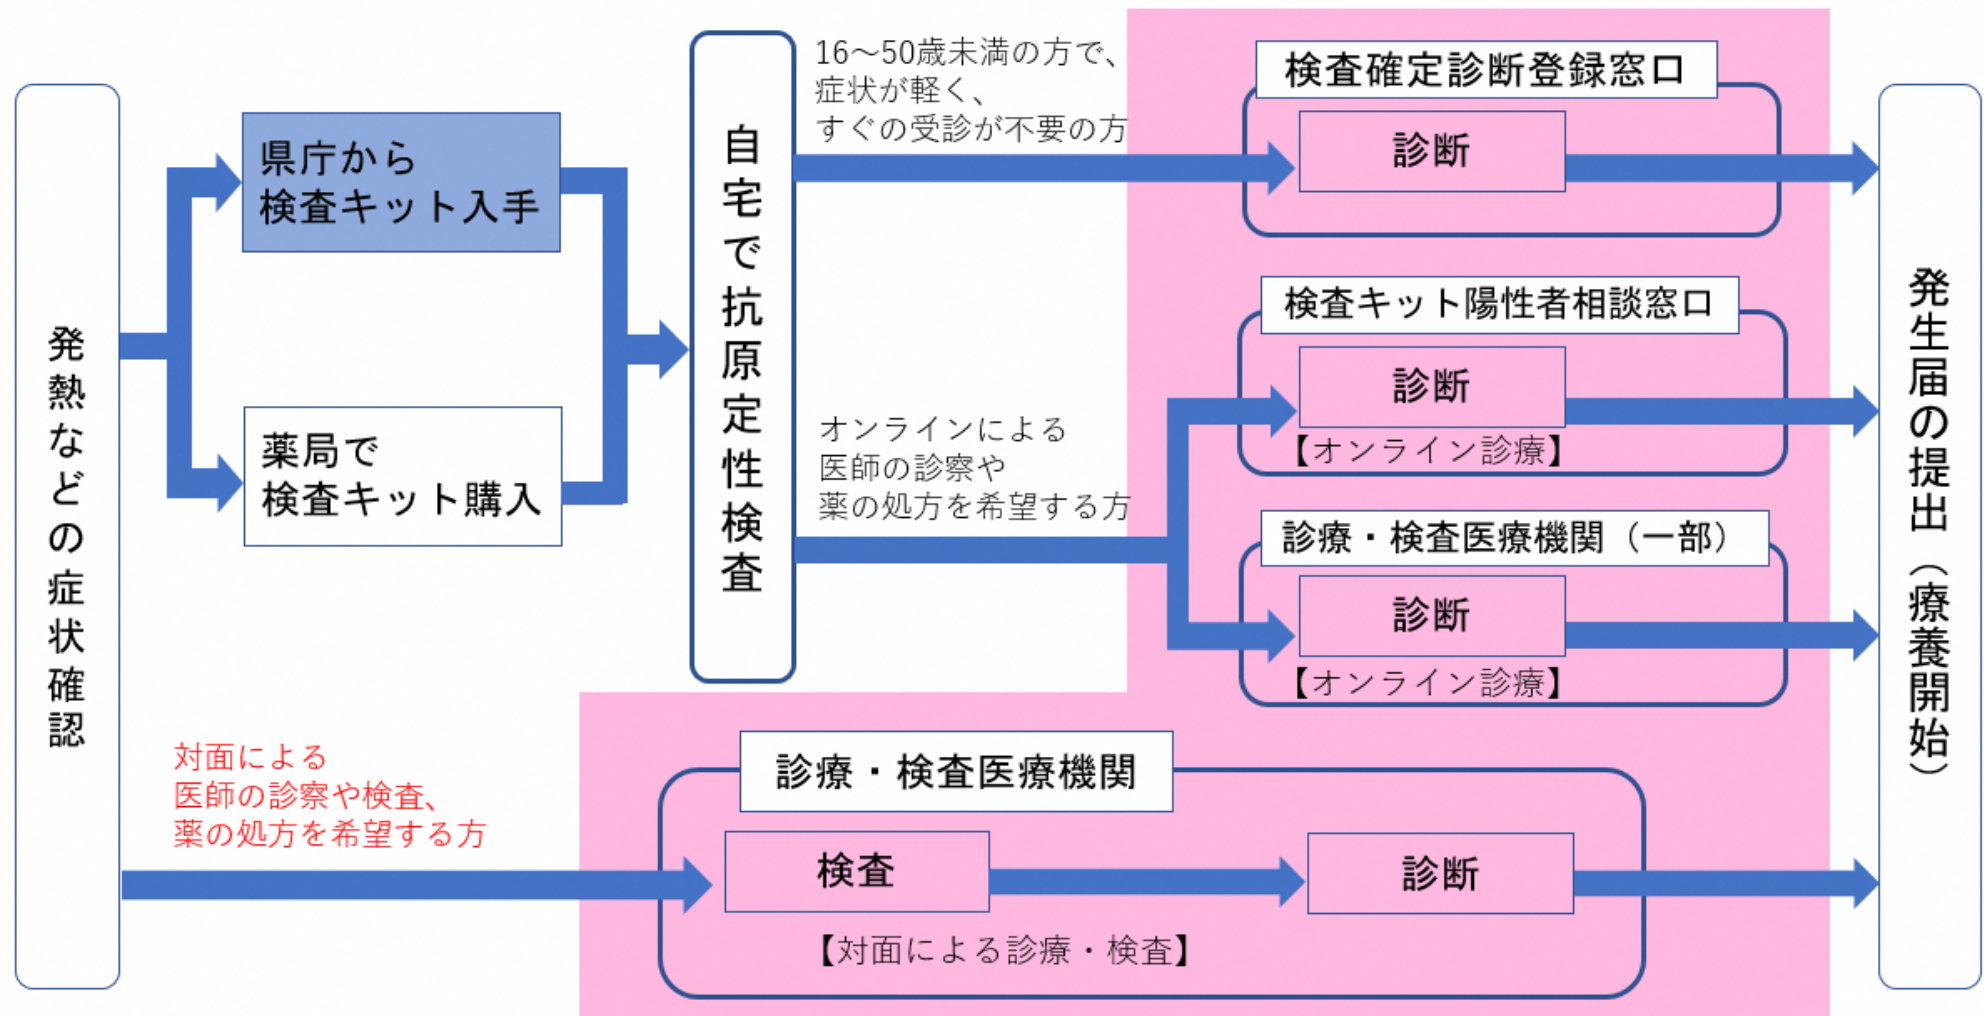 発熱などの症状確認
県庁から
検査キット入手
薬局で
検査キット購入
自宅で抗原定性検査
16～50歳未満の方で、
症状が軽く、
すぐの受診が不要の方
検査確定診断登録窓口
診断
オンラインによる
医師の診察や
薬の処方を希望する方
検査キット陽性者相談窓口
診断
【オンライン診療】
診療・検査医療機関（一部）
診断
【オンライン診療】
対面による
医師の診察や検査、
薬の処方を希望する方
診療・検査医療機関
検査
診断
【対面による診療・検査】
発生届の提出（療養開始）